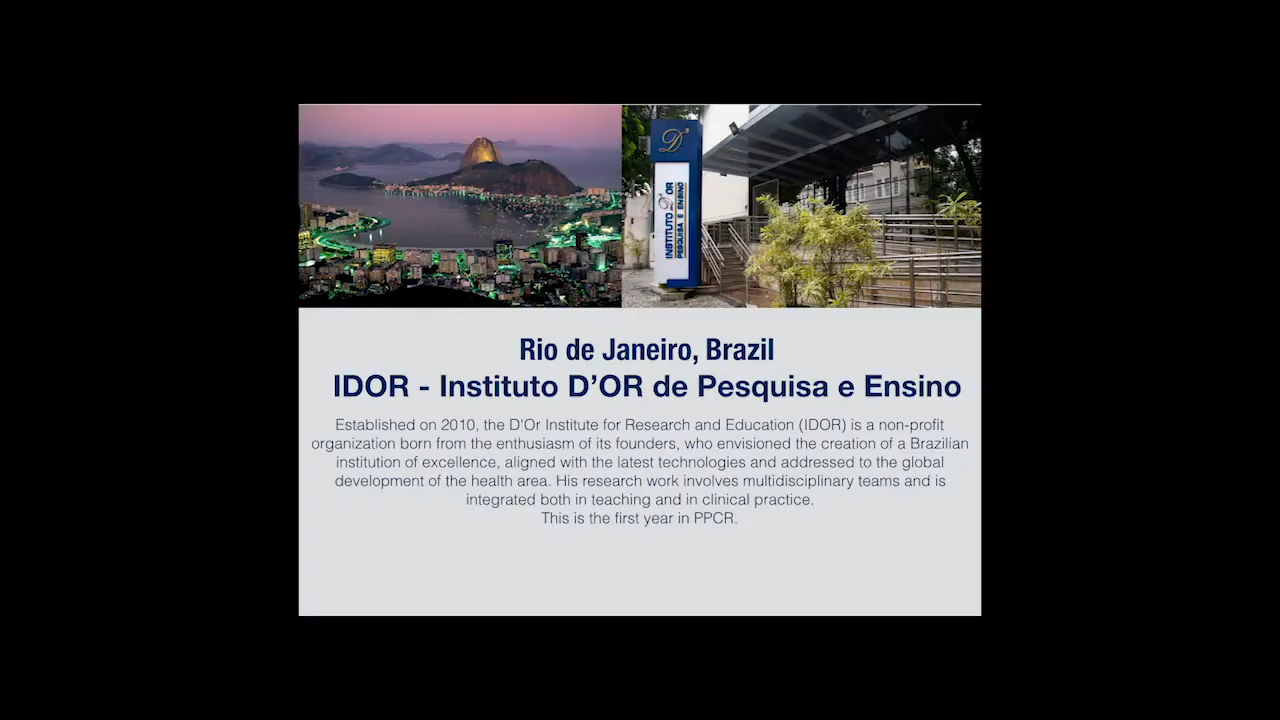 D'
INSTITUTO D'OR
PESQUISA E ENSINO
Rio de Janeiro, Brazil
IDOR - Instituto D’OR de Pesquisa e Ensino
Established on 2010, the D'Or Institute for Research and Education (IDOR) is a non-profit
organization born from the enthusiasm of its founders, who envisioned the creation of a Brazilian
institution of excellence, aligned with the latest technologies and addressed to the global
development of the health area. His research work involves multidisciplinary teams and is
integrated both in teaching and in clinical practice.
This is the first year in PPCR.